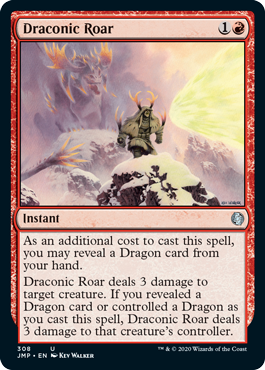 Draconic Roar 1
Instant
As an additional cost to cast this spell,
you may reveal a Dragon card from
your hand.
Draconic Roar deals 3 damage to
target creature. If you revealed a
Dragon card or controlled a Dragon as
you cast this spell, Draconic Roar deals
3 damage to that creature's controller.
308 U
JMP • EN KEY WALKER
™ & © 2020 Wizards of the Coast